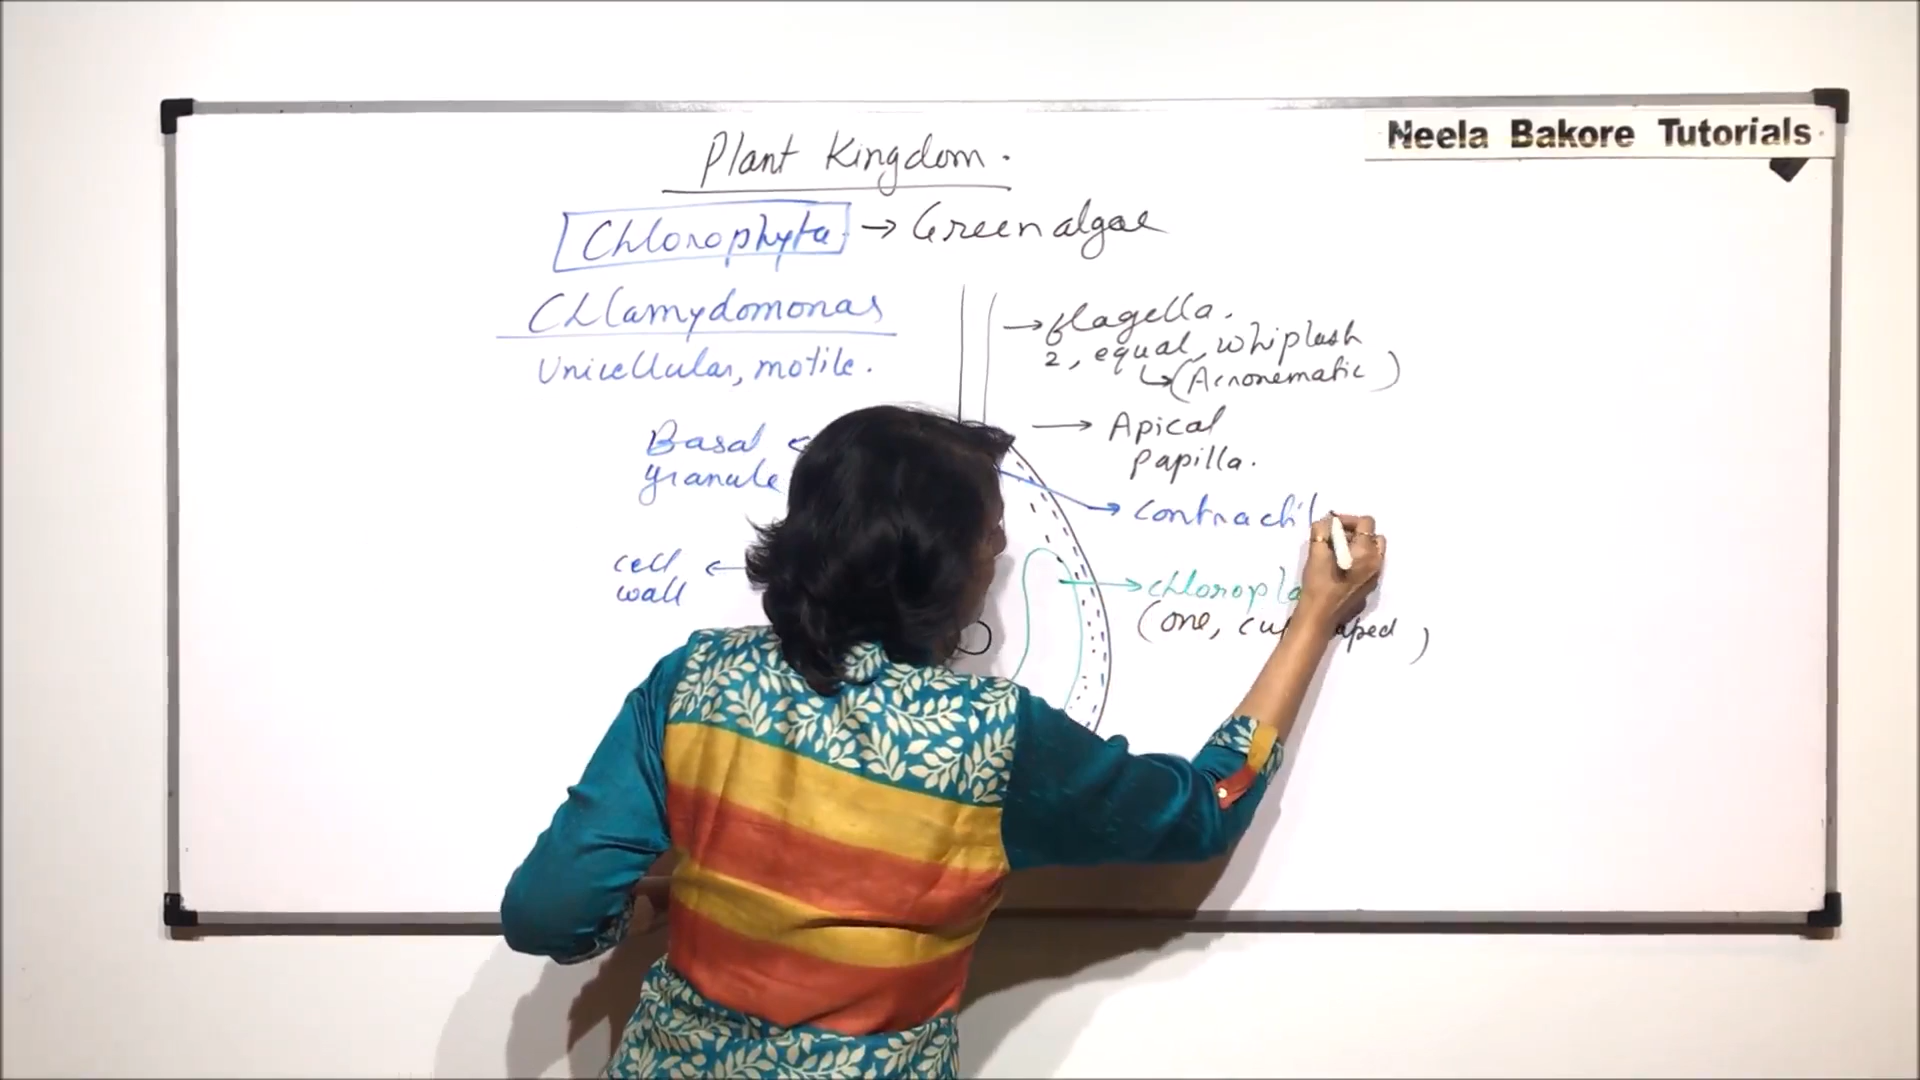 Neela Bakore Tutorials
Plant Kingdom.
Chlorophyta → Green algae
Chlamydomonas
Unicellular, motile.
→ flagella.
2, equal, whiplash
↳ (Acronematic)
→ Apical
papilla.
Basal ←
granule
→ contractil
cell ←
wall
→ chloropla
(one, cu aped)